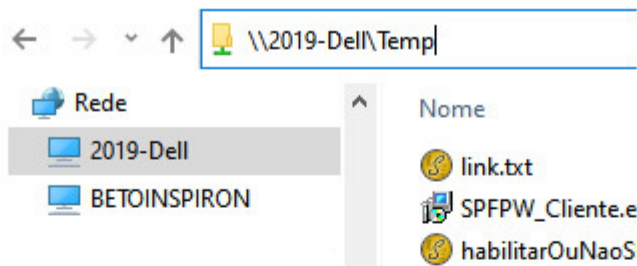 \\2019-Dell\Temp
Rede
2019-Dell
BETOINSPIRON
Nome
link.txt
SPFPW_Cliente.e
habilitarOuNaoS